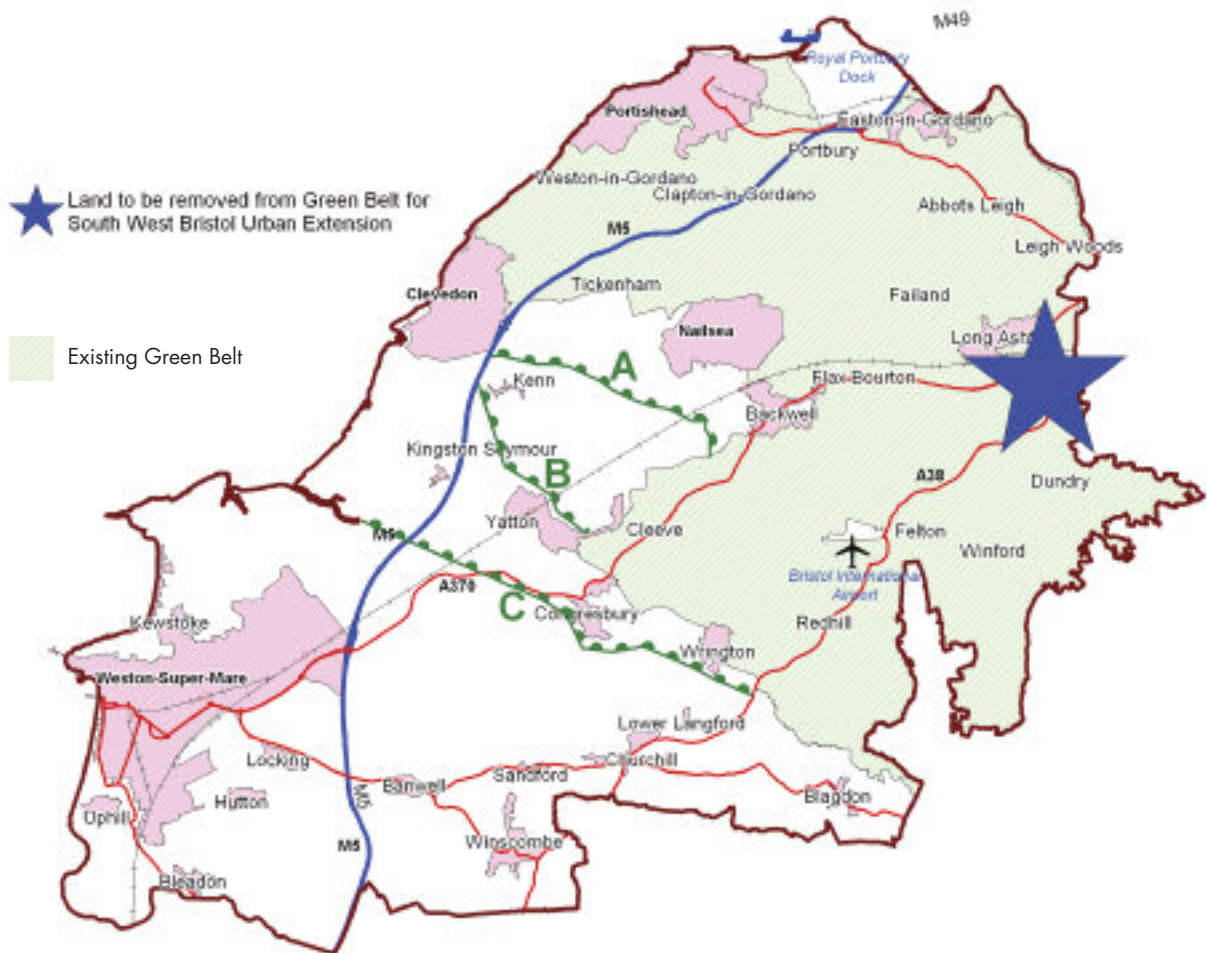 M49
Royal Portbury
Dock
Portishead
Easton-in-Gordano
Portbury
Weston-in-Gordano
Clapton-in-Gordano
Land to be removed from Green Belt for
South West Bristol Urban Extension
Abbots Leigh
M5
Leigh Woods
Tickenham
Clevedon
Failand
Nailsea
Long Asht
Existing Green Belt
A
Kenn
Flax Bourton
Backwell
Kingston Seymour
B
A38
Dundry
Yatton
Cleeve
M5
Felton
Winford
Bristol International
Airport
A370
C
Congresbury
Redhill
Kewstoke
Wrington
Weston-Super-Mare
Lower Langford
Locking
Churchill
Sandford
Banwell
M5
Hutton
Blagdon
Uphill
M5
Winscombe
Bleadon